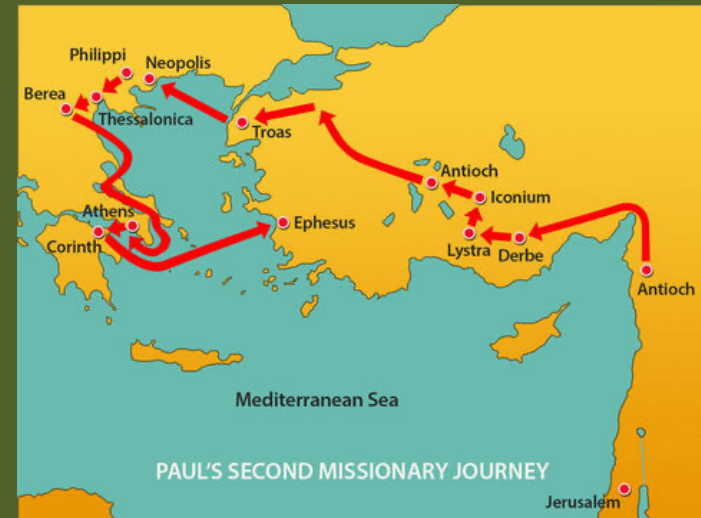 Philippi
Neopolis
Berea
Thessalonica
Troas
Antioch
Iconium
Athens
Ephesus
Corinth
Lystra
Derbe
Antioch
Mediterranean Sea
PAUL'S SECOND MISSIONARY JOURNEY
Jerusalem